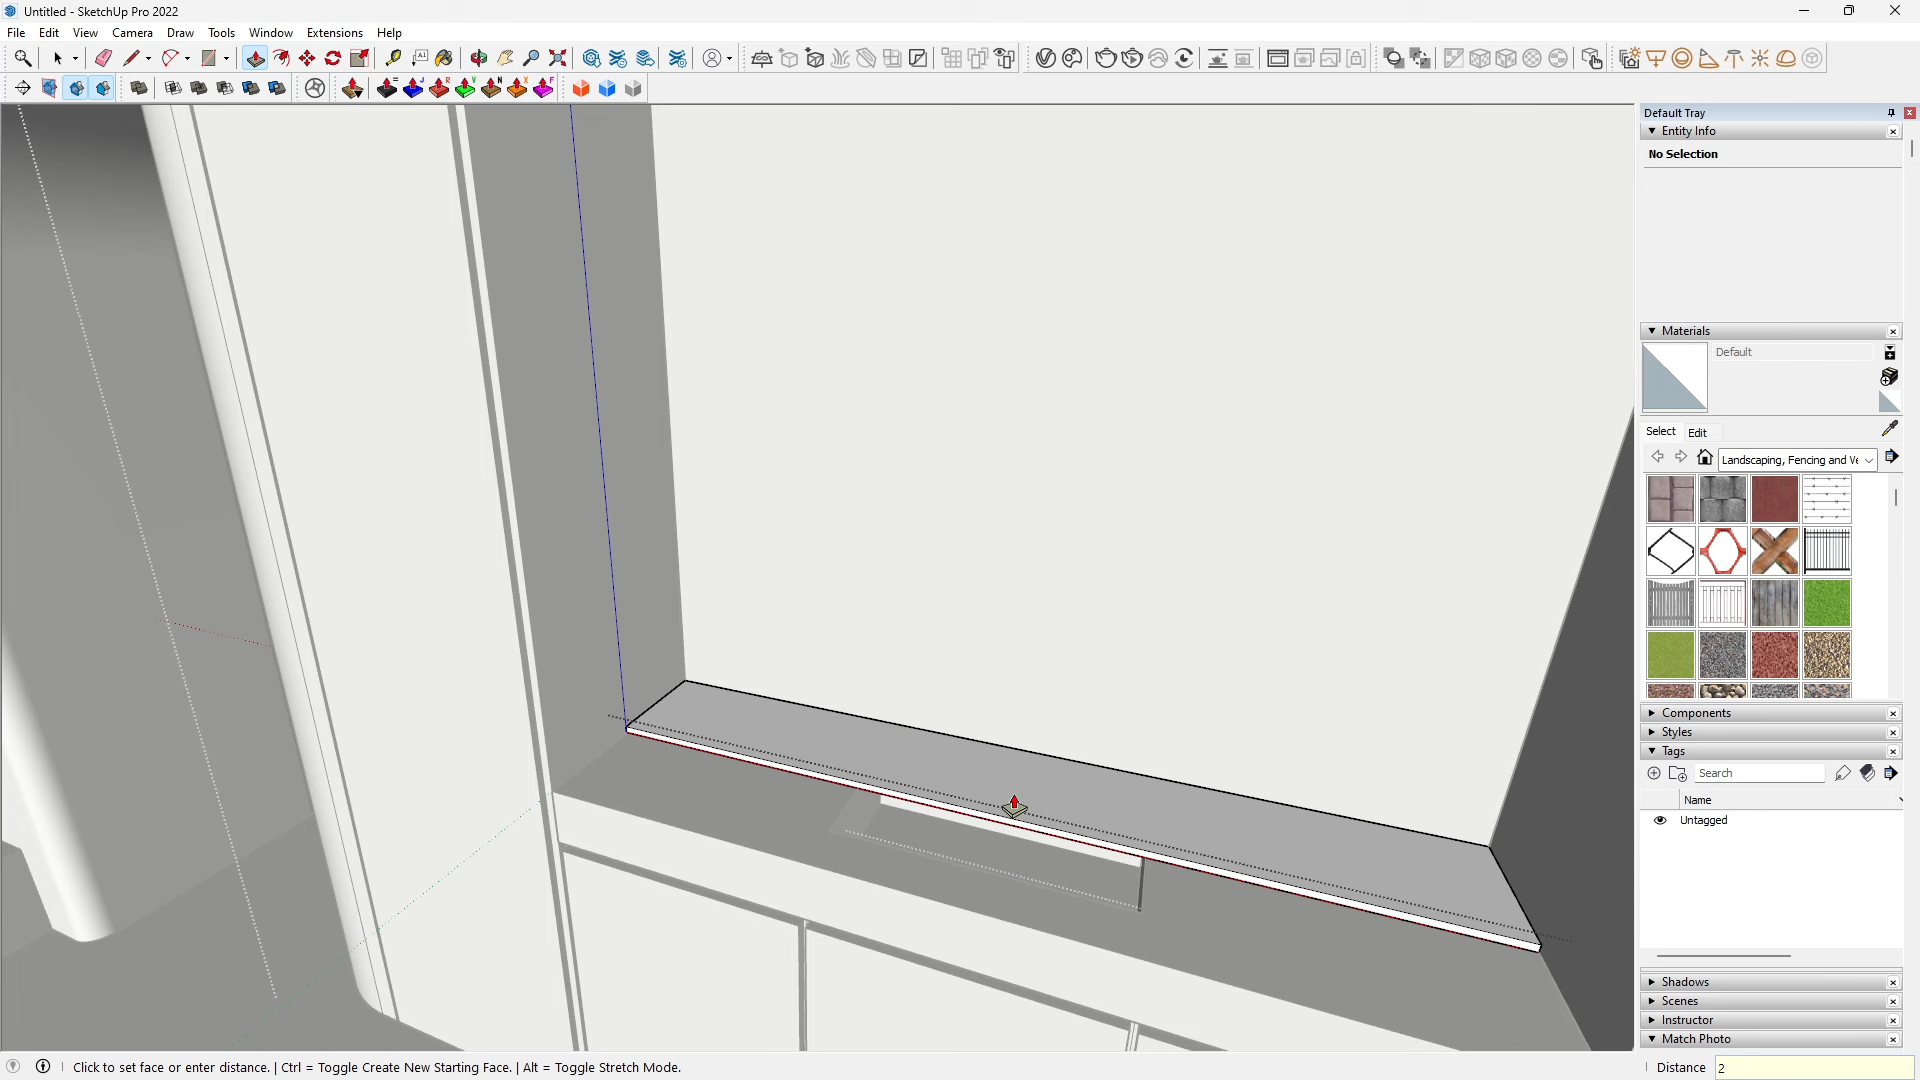 Untitled - SketchUp Pro 2022
File Edit View Camera Draw Tools Window Extensions Help
Default Tray
Entity Info
No Selection
Materials
Default
Select Edit
Landscaping, Fencing and Ve
Components
Styles
Tags
Search
Name
Untagged
Shadows
Scenes
Instructor
Match Photo
Click to set face or enter distance. | Ctrl = Toggle Create New Starting Face. | Alt = Toggle Stretch Mode.
Distance 2